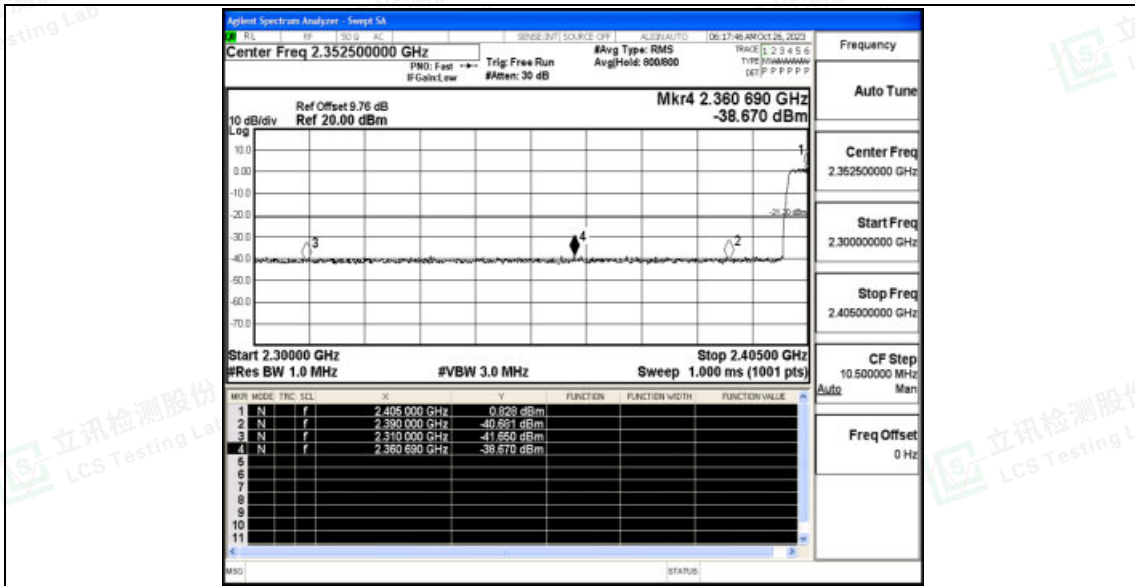 Agilent Spectrum Analyzer - Swept SA
RL RF 50 Ω AC SENSE:INT SOURCE OFF ALIGN AUTO 06:17:46 AM Oct 26, 2023
Center Freq 2.352500000 GHz
PNO: Fast
IFGain:Low
Trig: Free Run
#Atten: 30 dB
#Avg Type: RMS
Avg|Hold: 800/800
TRACE 1 2 3 4 5 6
TYPE
DET P P P P P P
Frequency
Auto Tune
Center Freq
2.352500000 GHz
Start Freq
2.300000000 GHz
Stop Freq
2.405000000 GHz
CF Step
10.500000 MHz
Auto Man
Freq Offset
0 Hz
Ref Offset 9.76 dB
Ref 20.00 dBm
10 dB/div
Log
Mkr4 2.360 690 GHz
-38.670 dBm
10.0
0.00
-10.0
-20.0
-30.0
-40.0
-50.0
-60.0
-70.0
-21.20 dBm
1
2
3
4
Start 2.30000 GHz
Stop 2.40500 GHz
#Res BW 1.0 MHz
#VBW 3.0 MHz
Sweep 1.000 ms (1001 pts)
MKR MODE TRC SCL X Y FUNCTION FUNCTION WIDTH FUNCTION VALUE
1 N f 2.405 000 GHz 0.828 dBm
2 N f 2.390 000 GHz -40.681 dBm
3 N f 2.310 000 GHz -41.650 dBm
4 N f 2.360 690 GHz -38.670 dBm
5
6
7
8
9
10
11
MSG
STATUS
立讯检测股份
LCS Testing Lab
立讯检测股份
LCS Testing L